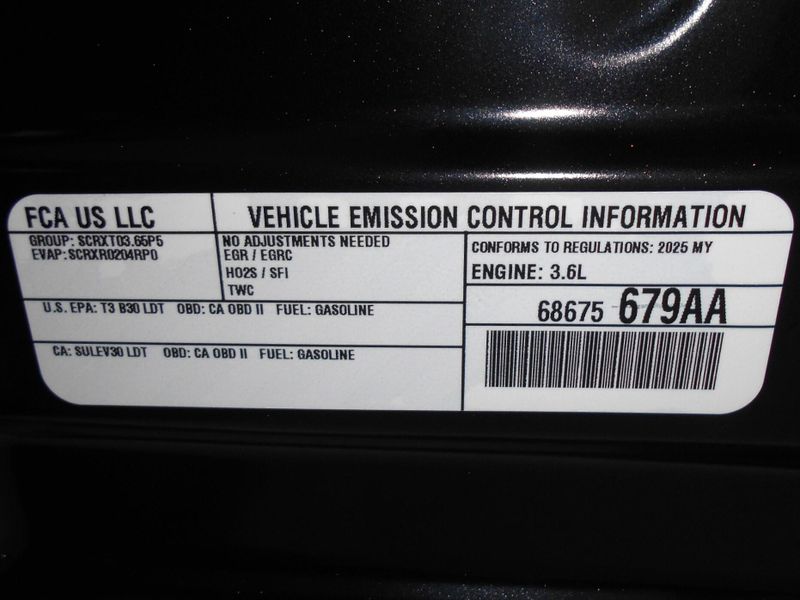 FCA US LLC
VEHICLE EMISSION CONTROL INFORMATION
GROUP: SCRXT03.65P5
EVAP:SCRXR0204RP0
NO ADJUSTMENTS NEEDED
EGR / EGRC
HO2S / SFI
TWC
CONFORMS TO REGULATIONS: 2025 MY
ENGINE: 3.6L
U.S. EPA: T3 B30 LDT OBD: CA OBD II FUEL: GASOLINE
68675 679AA
CA: SULEV30 LDT OBD: CA OBD II FUEL: GASOLINE